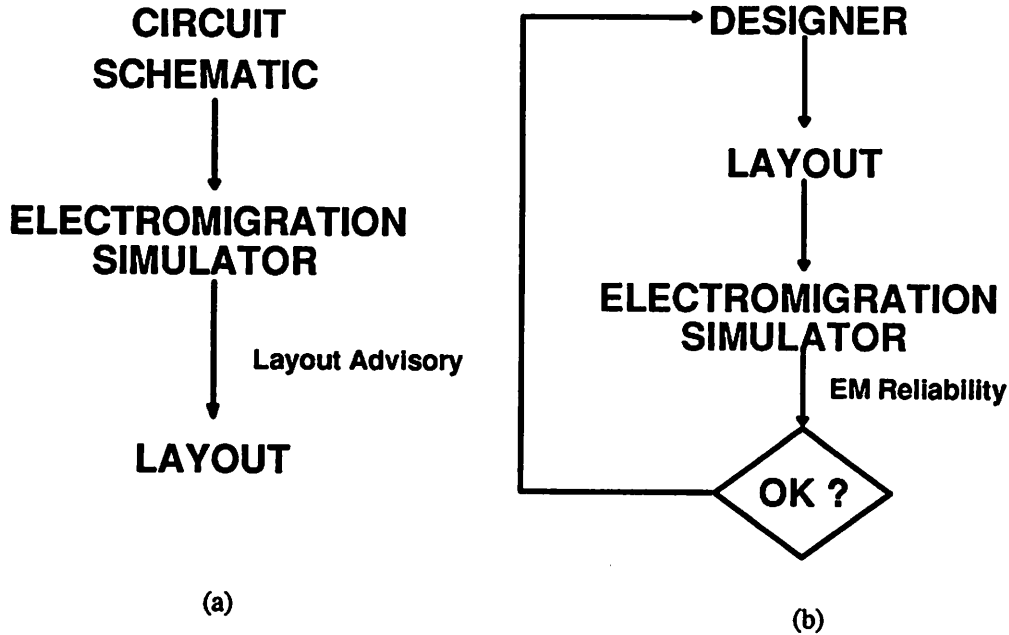 CIRCUIT
SCHEMATIC
ELECTROMIGRATION
SIMULATOR
Layout Advisory
LAYOUT
(a)
DESIGNER
LAYOUT
ELECTROMIGRATION
SIMULATOR
EM Reliability
OK ?
(b)